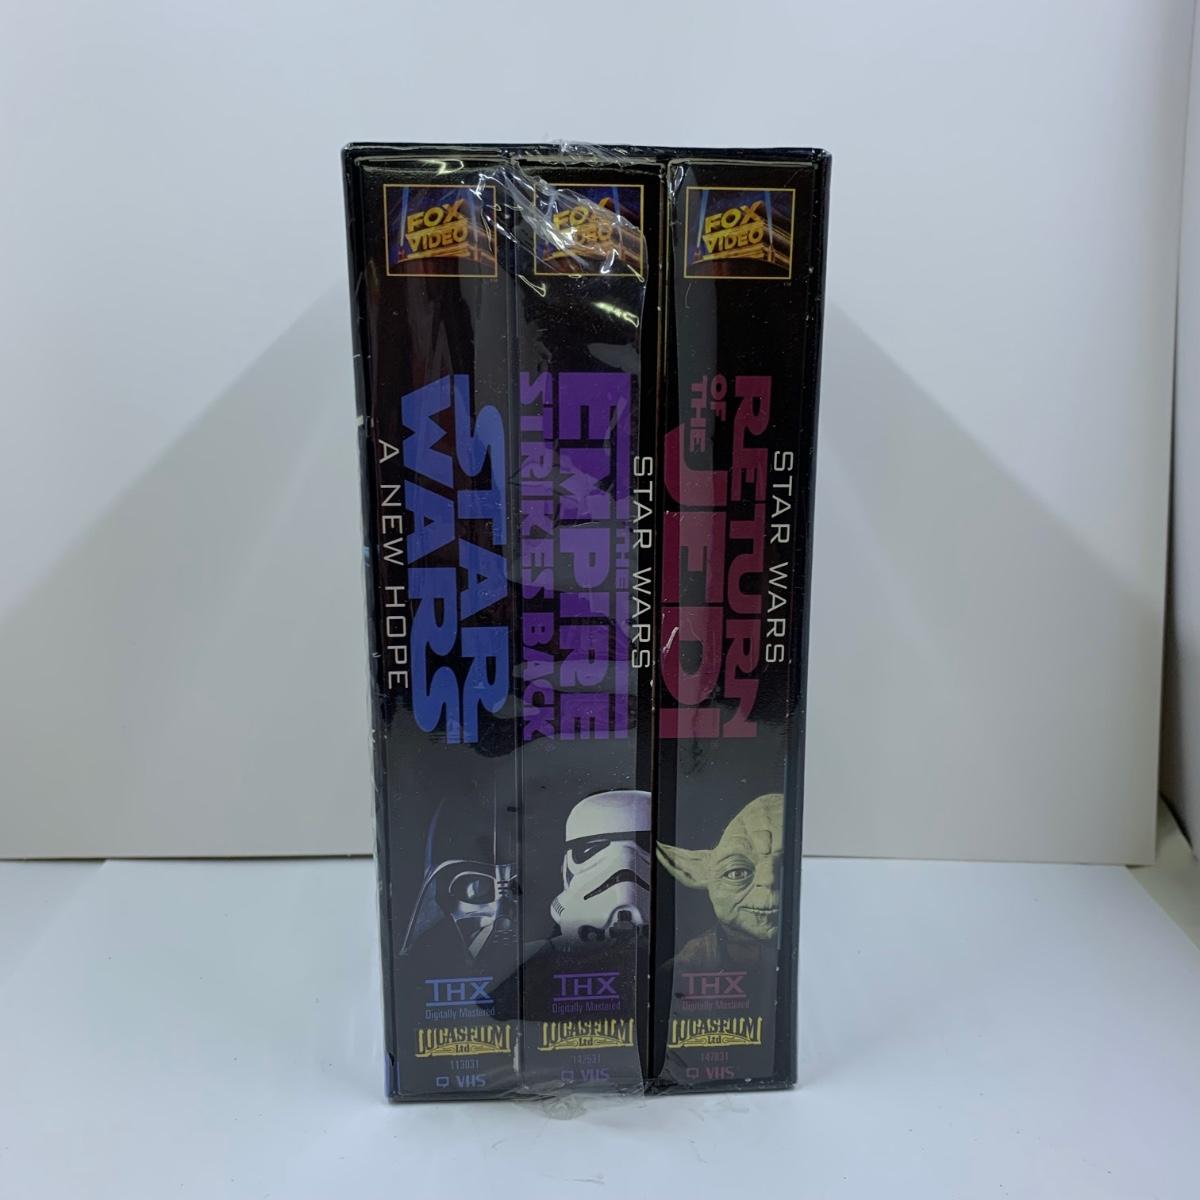 FOX
VIDEO
STAR
WARS
A NEW HOPE
THX
Digitally Mastered
LUCASFILM
Ltd
113031
VHS
FOX
VIDEO
STAR WARS
THE
EMPIRE
STRIKES BACK
THX
Digitally Mastered
LUCASFILM
Ltd
VHS
FOX
VIDEO
STAR WARS
RETURN
OF
THE
JEDI
THX
Digitally Mastered
LUCASFILM
Ltd
147831
VHS